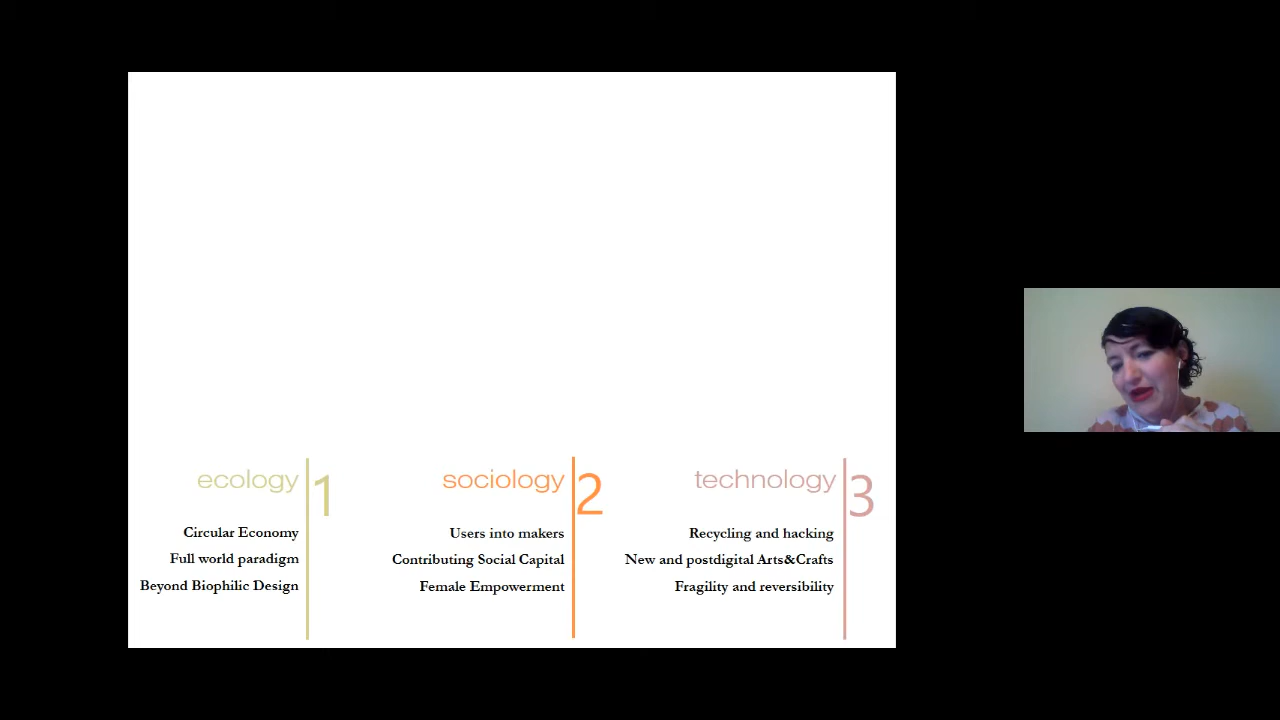 ecology 1
Circular Economy
Full world paradigm
Beyond Biophilic Design
sociology 2
Users into makers
Contributing Social Capital
Female Empowerment
technology 3
Recycling and hacking
New and postdigital Arts&Crafts
Fragility and reversibility